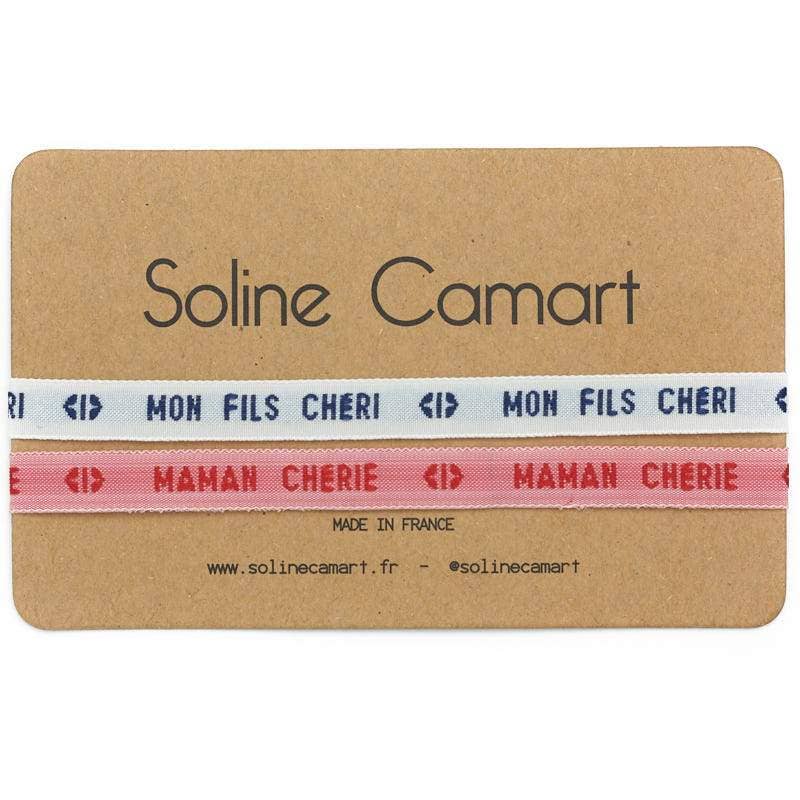 Soline Camart
RI <I> MON FILS CHERI <I> MON FILS CHERI <
E <I> MAMAN CHERIE <I> MAMAN CHERIE
MADE IN FRANCE
www.solinecamart.fr - @solinecamart